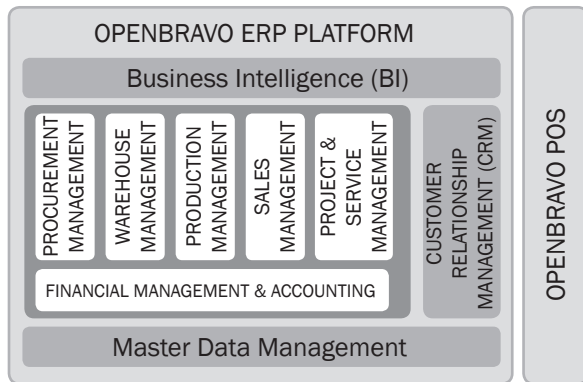 OPENBRAVO ERP PLATFORM
Business Intelligence (BI)
PROCUREMENT
MANAGEMENT
WAREHOUSE
MANAGEMENT
PRODUCTION
MANAGEMENT
SALES
MANAGEMENT
PROJECT &
SERVICE
MANAGEMENT
FINANCIAL MANAGEMENT & ACCOUNTING
CUSTOMER
RELATIONSHIP
MANAGEMENT (CRM)
Master Data Management
OPENBRAVO POS